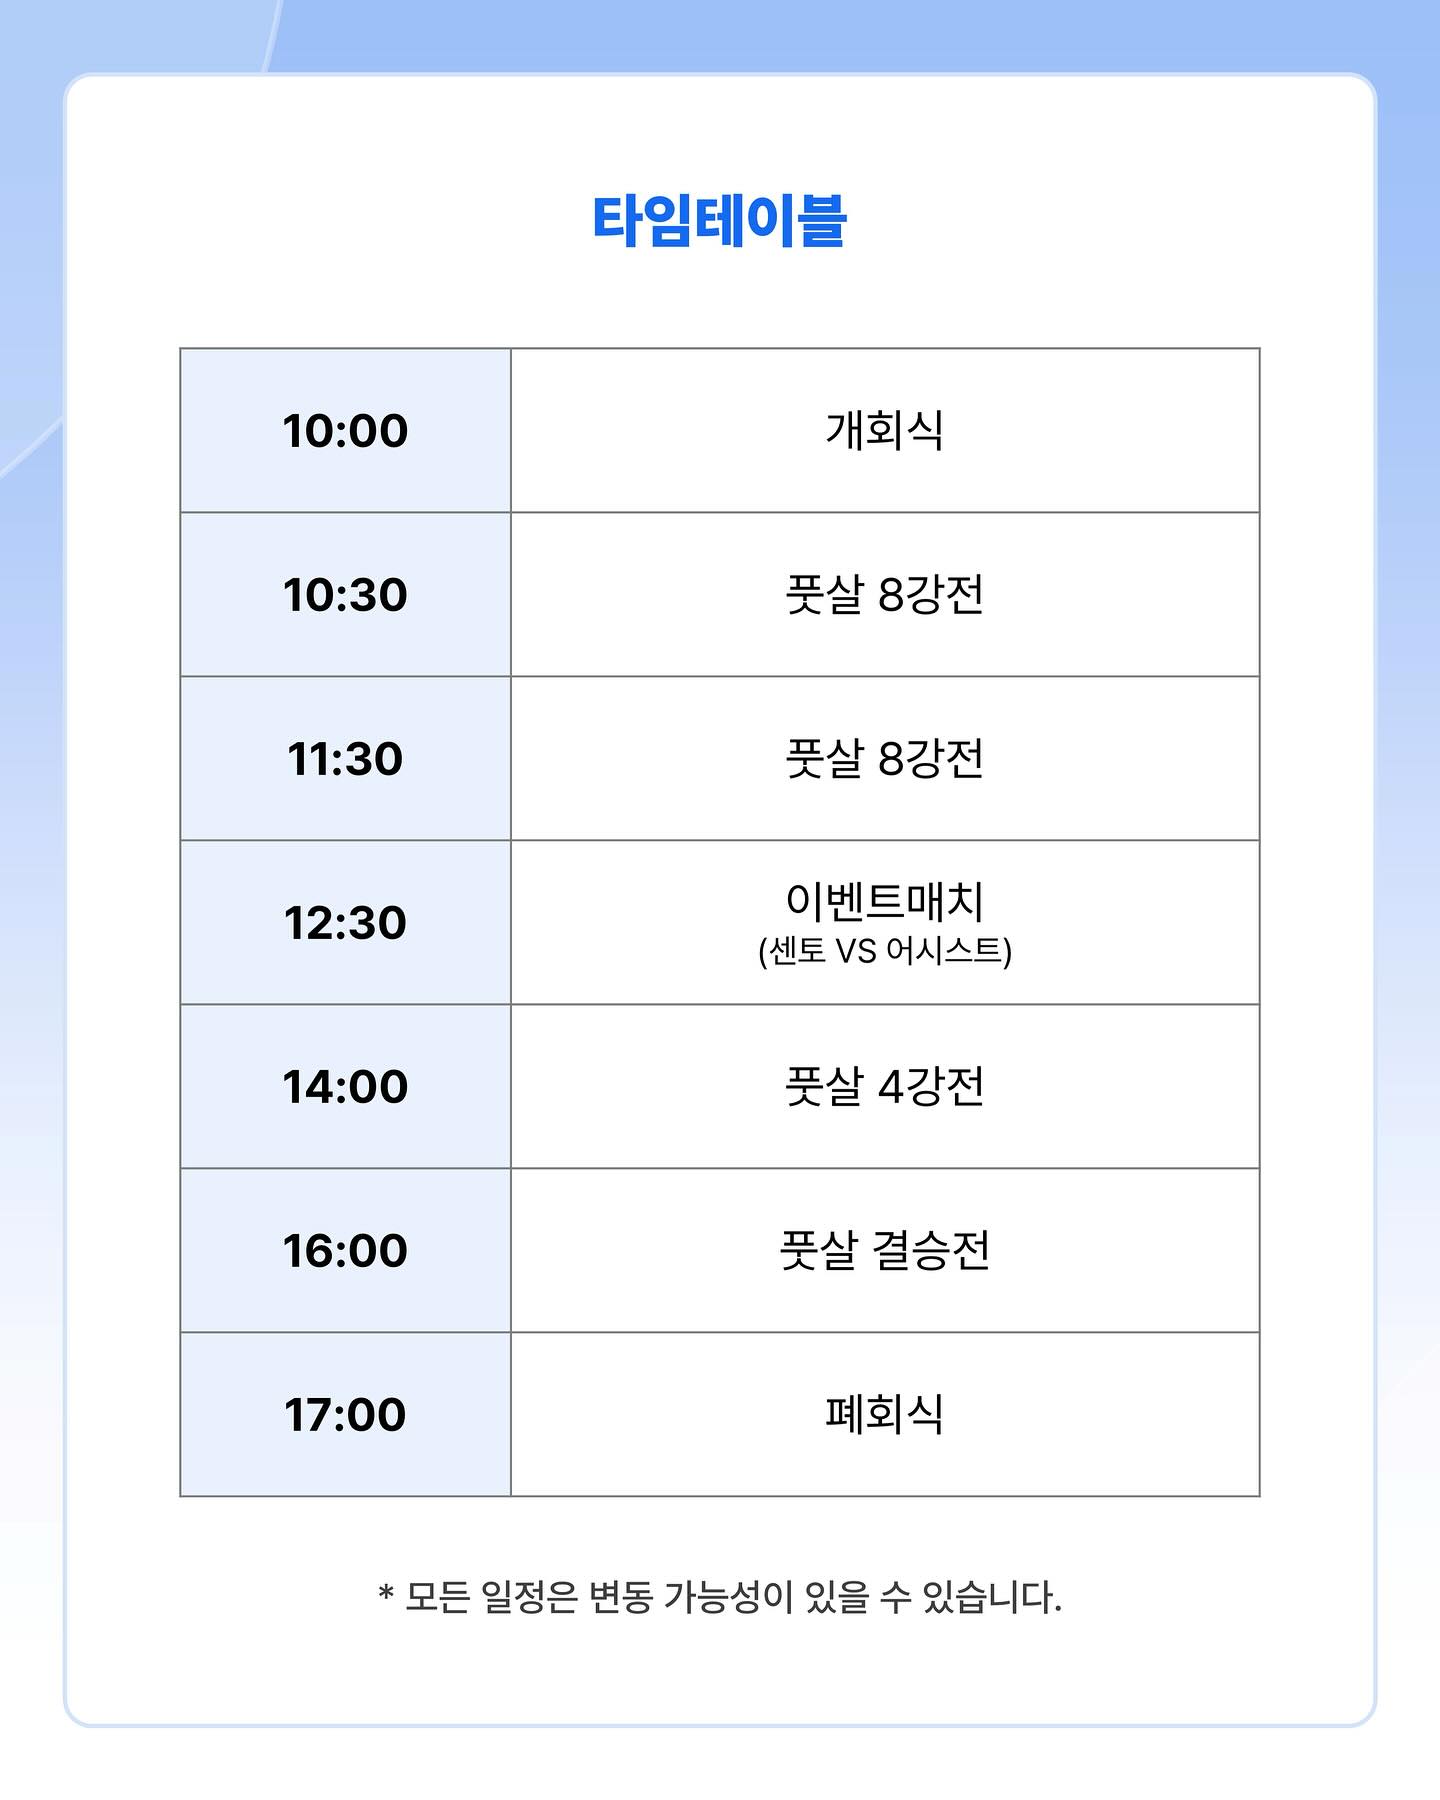 타임테이블
10:00 개회식
10:30 풋살 8강전
11:30 풋살 8강전
12:30 이벤트매치
(센토 VS 어시스트)
14:00 풋살 4강전
16:00 풋살 결승전
17:00 폐회식
* 모든 일정은 변동 가능성이 있을 수 있습니다.